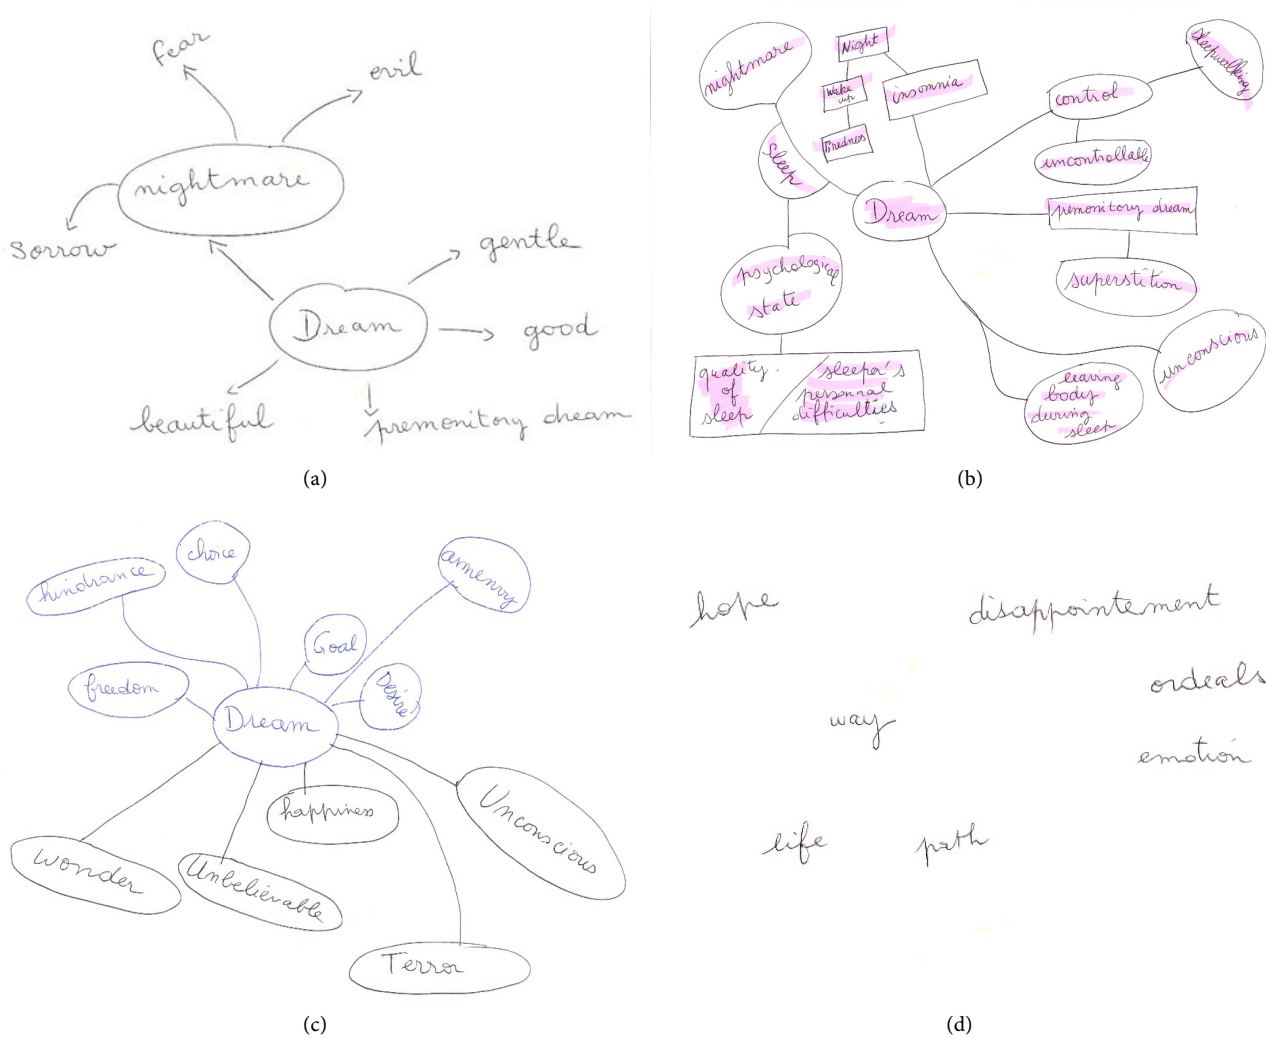 fear
evil
nightmare
sorrow
gentle
Dream
good
beautiful
premonitory dream
(a)
nightmare
Night
sleepwalking
wake
up
insomnia
control
Tiredness
sleep
uncontrollable
Dream
premonitory dream
psychological
state
superstition
unconscious
quality
of
sleep
sleeper's
personnal
difficulties
leaving
body
during
sleep
(b)
choice
hindrance
Goal
freedom
Desire
Dream
happiness
Unconscious
Wonder
Unbelievable
Terror
(c)
hope
disappointement
ordeals
way
emotion
life
path
(d)